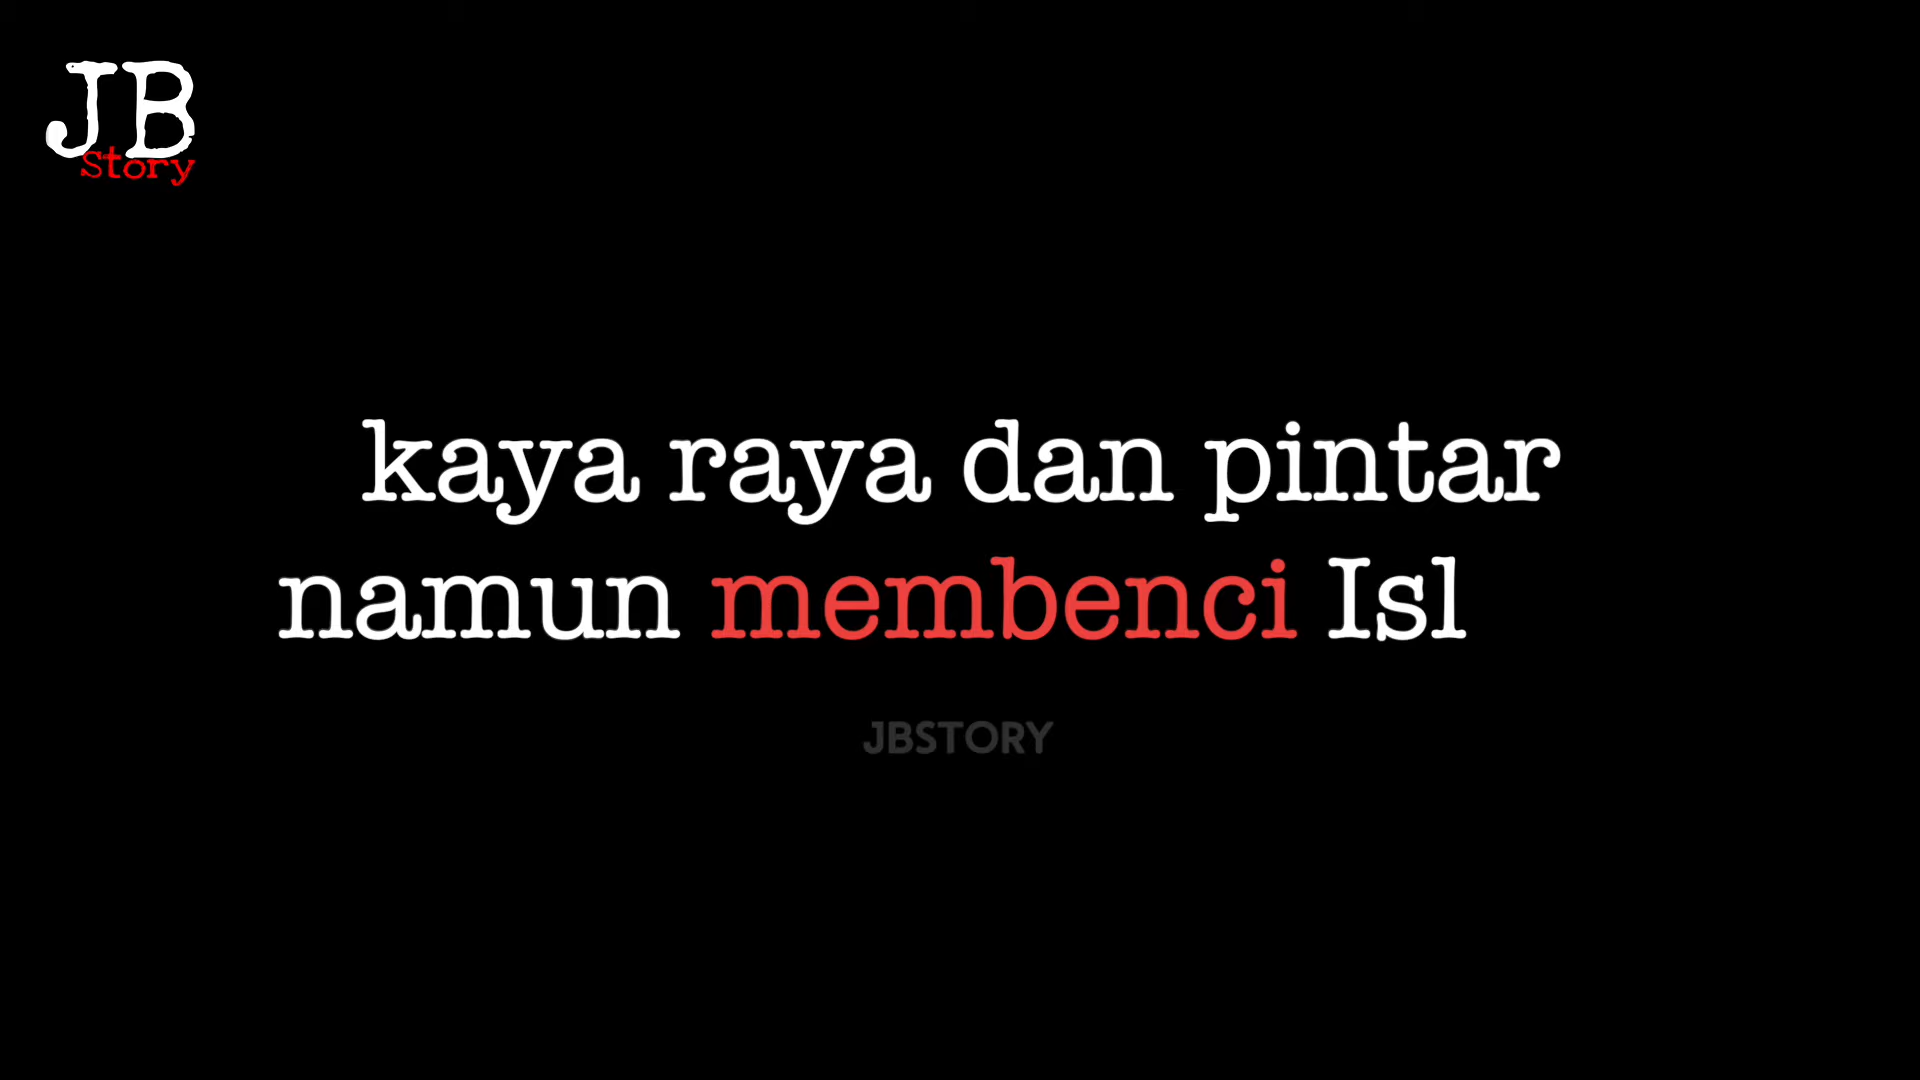 JB
Story
kaya raya dan pintar
namun membenci Isl
JBSTORY